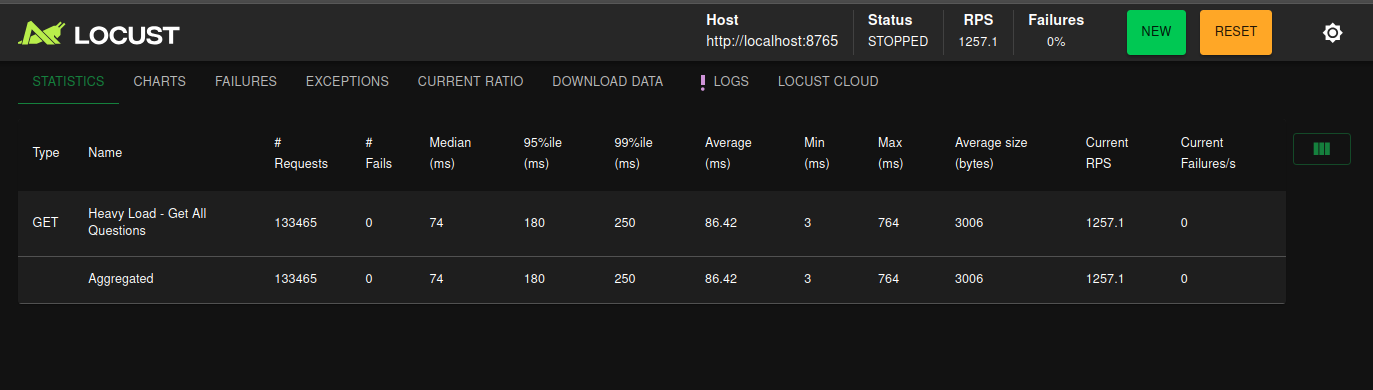 LOCUST
Host
http://localhost:8765
Status
STOPPED
RPS
1257.1
Failures
0%
NEW
RESET
STATISTICS CHARTS FAILURES EXCEPTIONS CURRENT RATIO DOWNLOAD DATA ! LOGS LOCUST CLOUD
Type Name # Requests # Fails Median (ms) 95%ile (ms) 99%ile (ms) Average (ms) Min (ms) Max (ms) Average size (bytes) Current RPS Current Failures/s
GET Heavy Load - Get All Questions 133465 0 74 180 250 86.42 3 764 3006 1257.1 0
Aggregated 133465 0 74 180 250 86.42 3 764 3006 1257.1 0